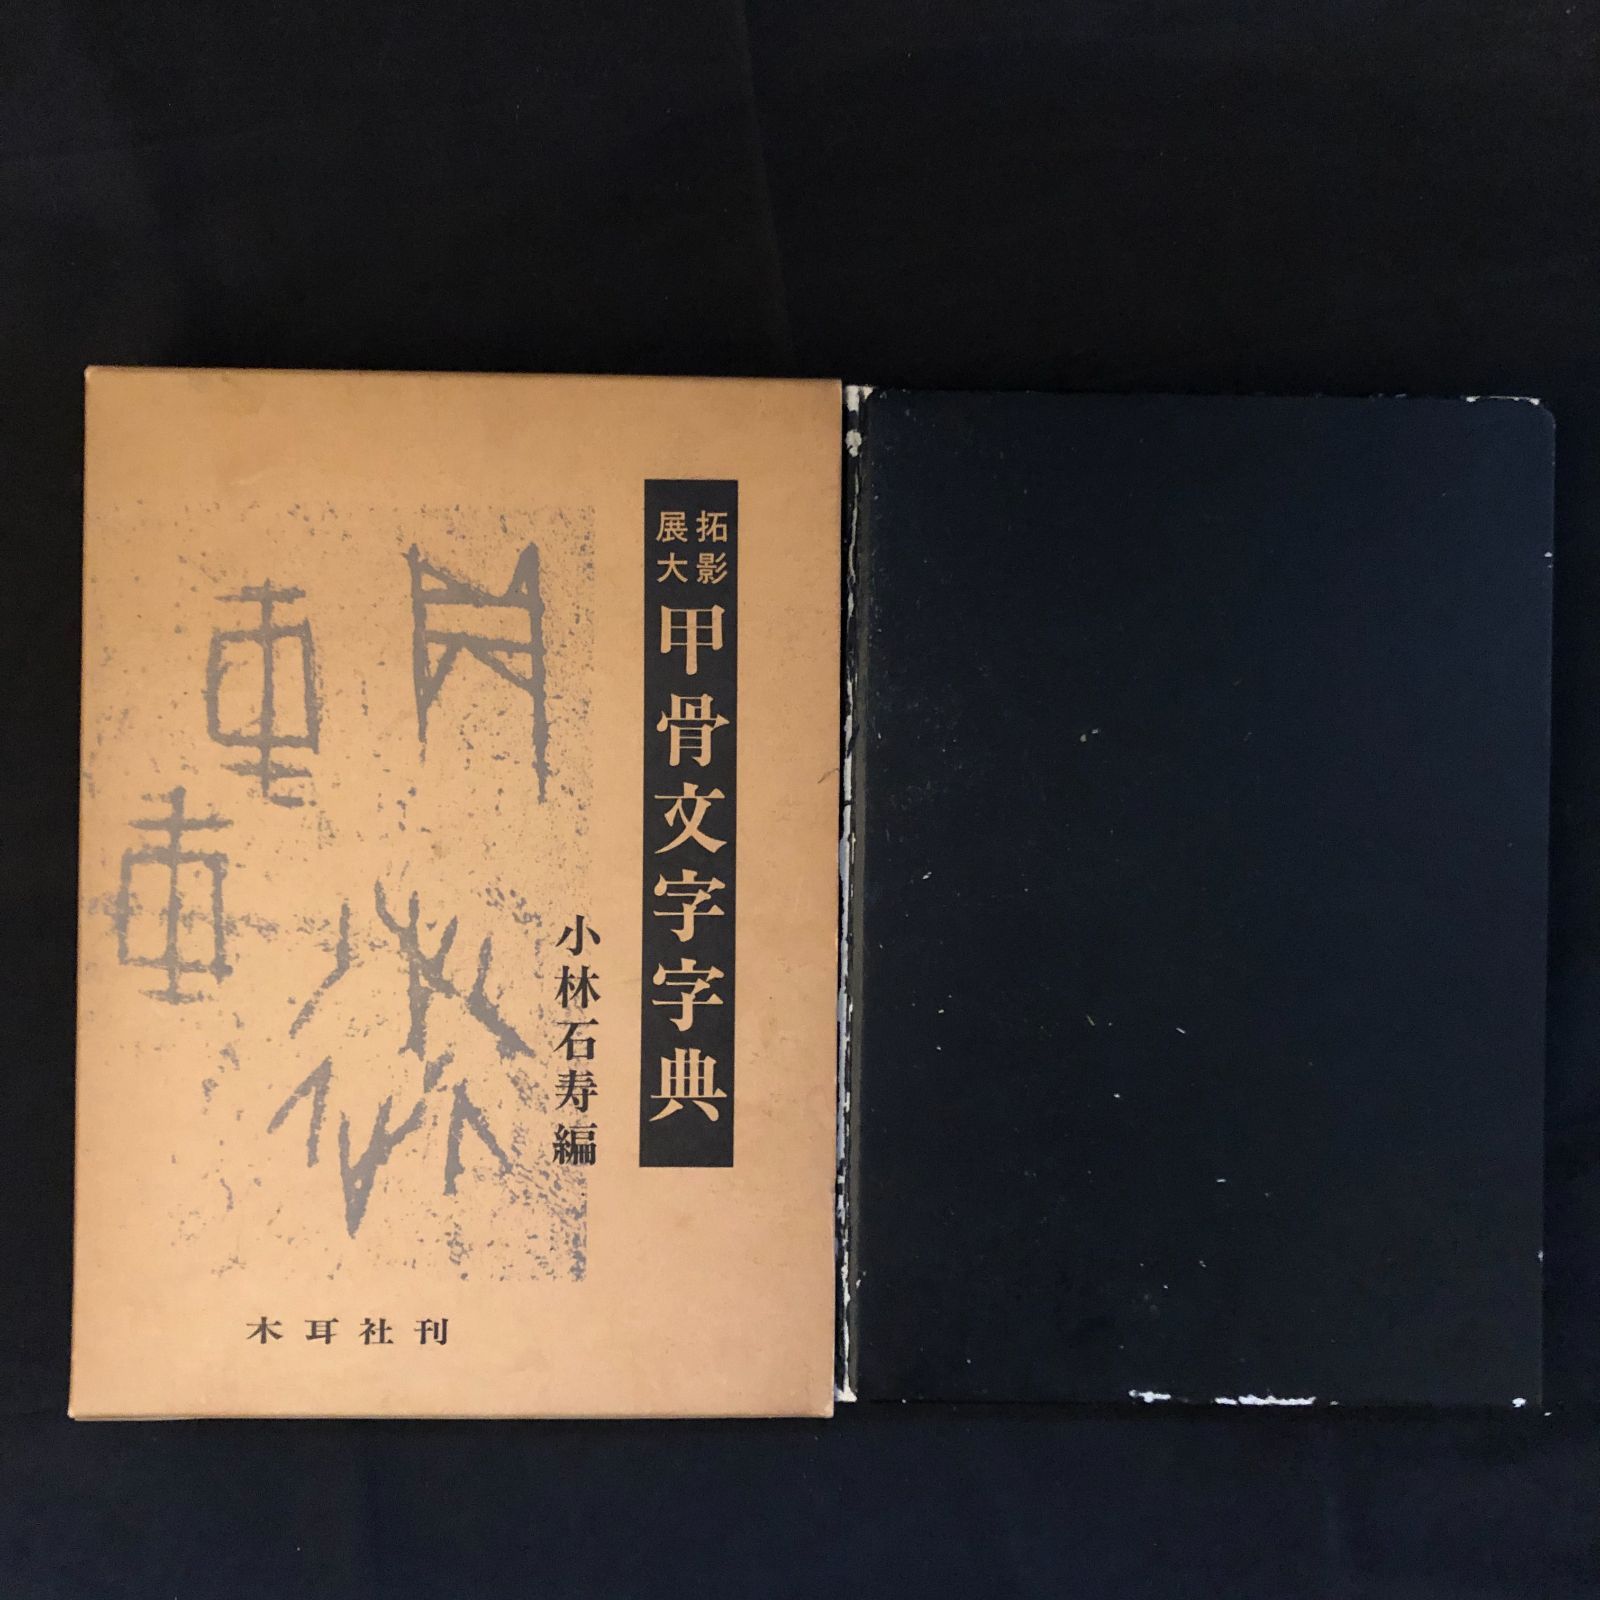 拓影
展大
甲骨文字字典
小林石寿編
木耳社刊